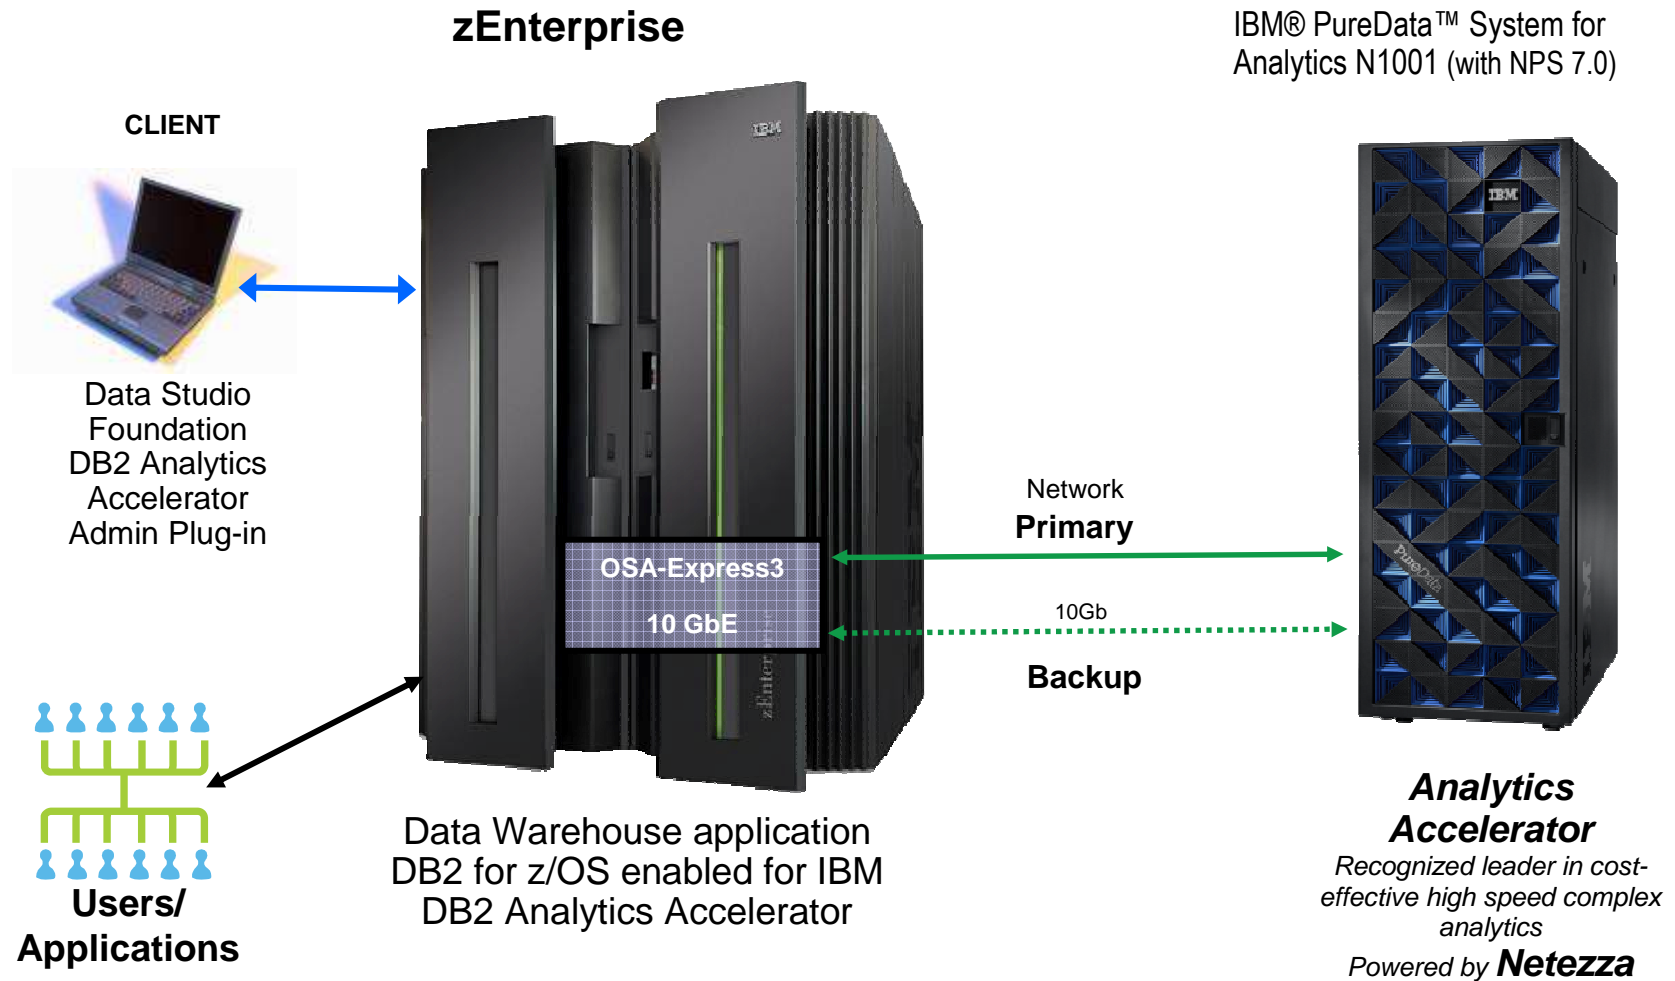 zEnterprise
IBM® PureData™ System for
Analytics N1001 (with NPS 7.0)
CLIENT
IBM
IBM
Data Studio
Foundation
DB2 Analytics
Accelerator
Admin Plug-in
Network
Primary
OSA-Express3
10 GbE
10Gb
Backup
zEnterprise
PureData
IBM
Users/
Applications
Data Warehouse application
DB2 for z/OS enabled for IBM
DB2 Analytics Accelerator
Analytics
Accelerator
Recognized leader in cost-
effective high speed complex
analytics
Powered by Netezza